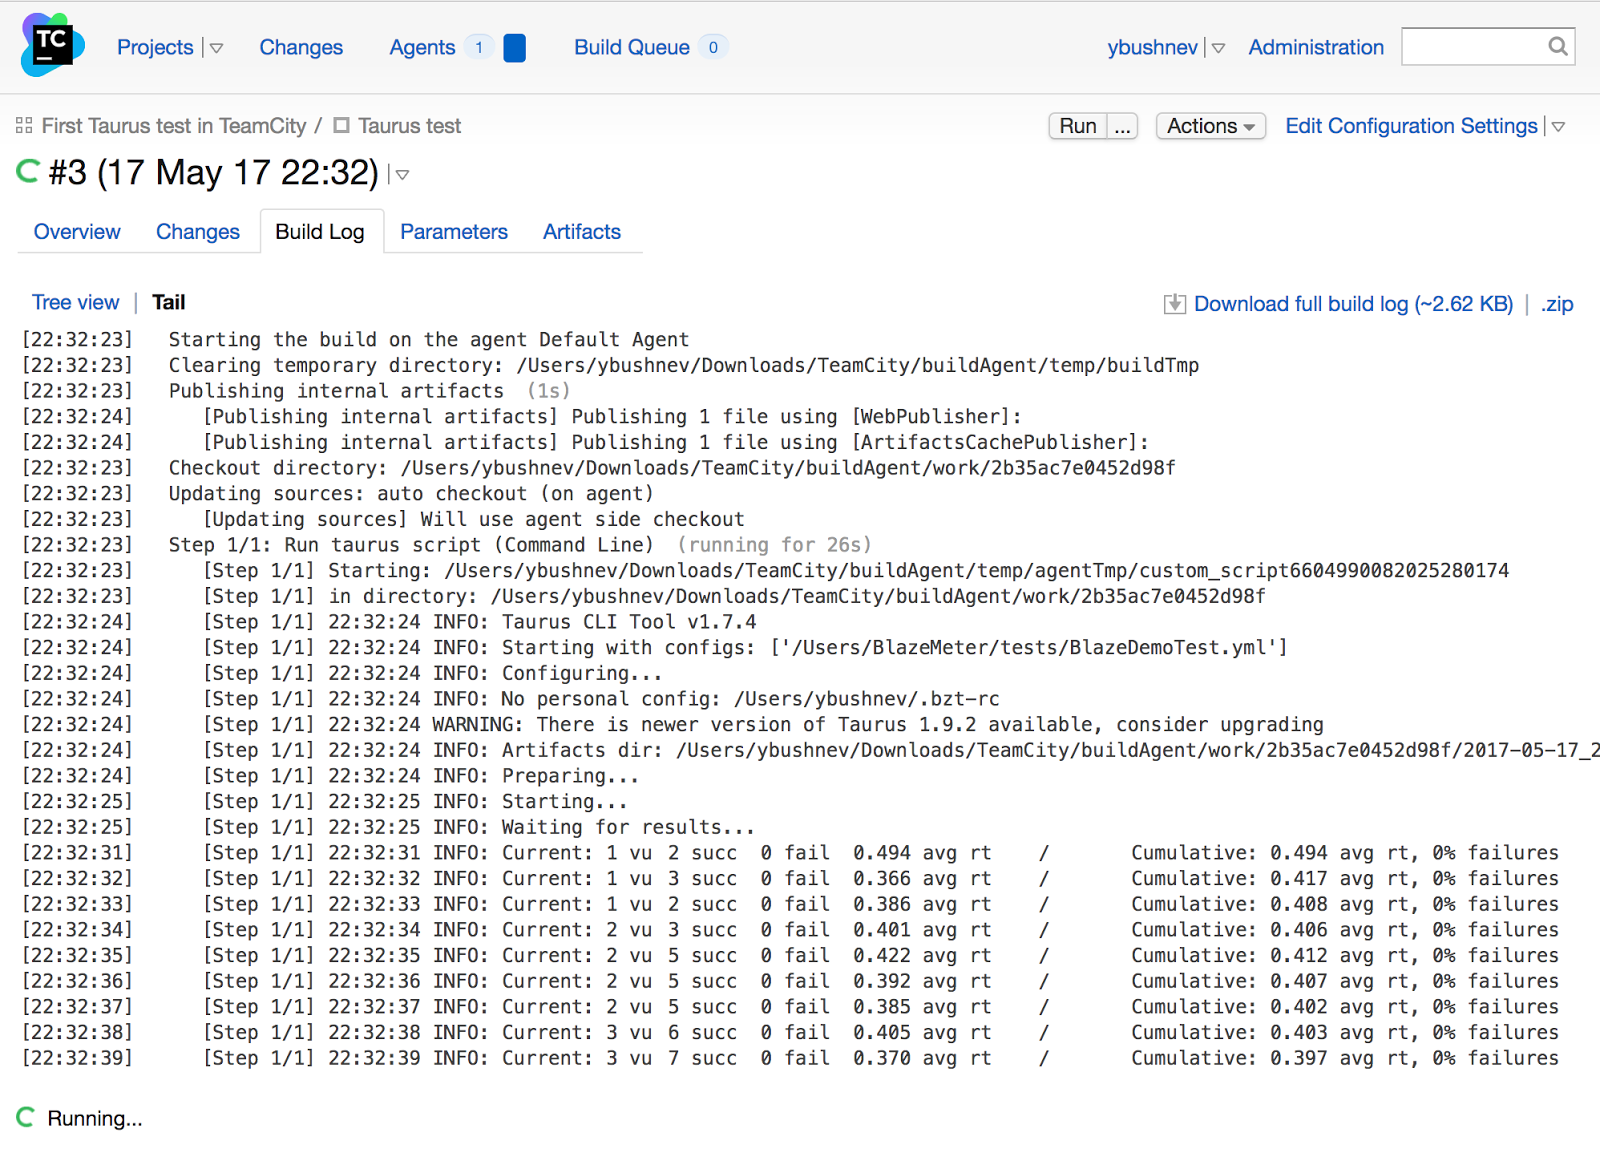 TC Projects Changes Agents 1 Build Queue 0 ybushnev Administration
First Taurus test in TeamCity / Taurus test Run ... Actions Edit Configuration Settings
#3 (17 May 17 22:32)
Overview Changes Build Log Parameters Artifacts
Tree view | Tail Download full build log (~2.62 KB) | .zip
[22:32:23] Starting the build on the agent Default Agent
[22:32:23] Clearing temporary directory: /Users/ybushnev/Downloads/TeamCity/buildAgent/temp/buildTmp
[22:32:23] Publishing internal artifacts (1s)
[22:32:24] [Publishing internal artifacts] Publishing 1 file using [WebPublisher]:
[22:32:24] [Publishing internal artifacts] Publishing 1 file using [ArtifactsCachePublisher]:
[22:32:23] Checkout directory: /Users/ybushnev/Downloads/TeamCity/buildAgent/work/2b35ac7e0452d98f
[22:32:23] Updating sources: auto checkout (on agent)
[22:32:23] [Updating sources] Will use agent side checkout
[22:32:23] Step 1/1: Run taurus script (Command Line) (running for 26s)
[22:32:23] [Step 1/1] Starting: /Users/ybushnev/Downloads/TeamCity/buildAgent/temp/agentTmp/custom_script6604990082025280174
[22:32:23] [Step 1/1] in directory: /Users/ybushnev/Downloads/TeamCity/buildAgent/work/2b35ac7e0452d98f
[22:32:24] [Step 1/1] 22:32:24 INFO: Taurus CLI Tool v1.7.4
[22:32:24] [Step 1/1] 22:32:24 INFO: Starting with configs: ['/Users/BlazeMeter/tests/BlazeDemoTest.yml']
[22:32:24] [Step 1/1] 22:32:24 INFO: Configuring...
[22:32:24] [Step 1/1] 22:32:24 INFO: No personal config: /Users/ybushnev/.bzt-rc
[22:32:24] [Step 1/1] 22:32:24 WARNING: There is newer version of Taurus 1.9.2 available, consider upgrading
[22:32:24] [Step 1/1] 22:32:24 INFO: Artifacts dir: /Users/ybushnev/Downloads/TeamCity/buildAgent/work/2b35ac7e0452d98f/2017-05-17_2
[22:32:24] [Step 1/1] 22:32:24 INFO: Preparing...
[22:32:25] [Step 1/1] 22:32:25 INFO: Starting...
[22:32:25] [Step 1/1] 22:32:25 INFO: Waiting for results...
[22:32:31] [Step 1/1] 22:32:31 INFO: Current: 1 vu 2 succ 0 fail 0.494 avg rt / Cumulative: 0.494 avg rt, 0% failures
[22:32:32] [Step 1/1] 22:32:32 INFO: Current: 1 vu 3 succ 0 fail 0.366 avg rt / Cumulative: 0.417 avg rt, 0% failures
[22:32:33] [Step 1/1] 22:32:33 INFO: Current: 1 vu 2 succ 0 fail 0.386 avg rt / Cumulative: 0.408 avg rt, 0% failures
[22:32:34] [Step 1/1] 22:32:34 INFO: Current: 2 vu 3 succ 0 fail 0.401 avg rt / Cumulative: 0.406 avg rt, 0% failures
[22:32:35] [Step 1/1] 22:32:35 INFO: Current: 2 vu 5 succ 0 fail 0.422 avg rt / Cumulative: 0.412 avg rt, 0% failures
[22:32:36] [Step 1/1] 22:32:36 INFO: Current: 2 vu 5 succ 0 fail 0.392 avg rt / Cumulative: 0.407 avg rt, 0% failures
[22:32:37] [Step 1/1] 22:32:37 INFO: Current: 2 vu 5 succ 0 fail 0.385 avg rt / Cumulative: 0.402 avg rt, 0% failures
[22:32:38] [Step 1/1] 22:32:38 INFO: Current: 3 vu 6 succ 0 fail 0.405 avg rt / Cumulative: 0.403 avg rt, 0% failures
[22:32:39] [Step 1/1] 22:32:39 INFO: Current: 3 vu 7 succ 0 fail 0.370 avg rt / Cumulative: 0.397 avg rt, 0% failures
Running...